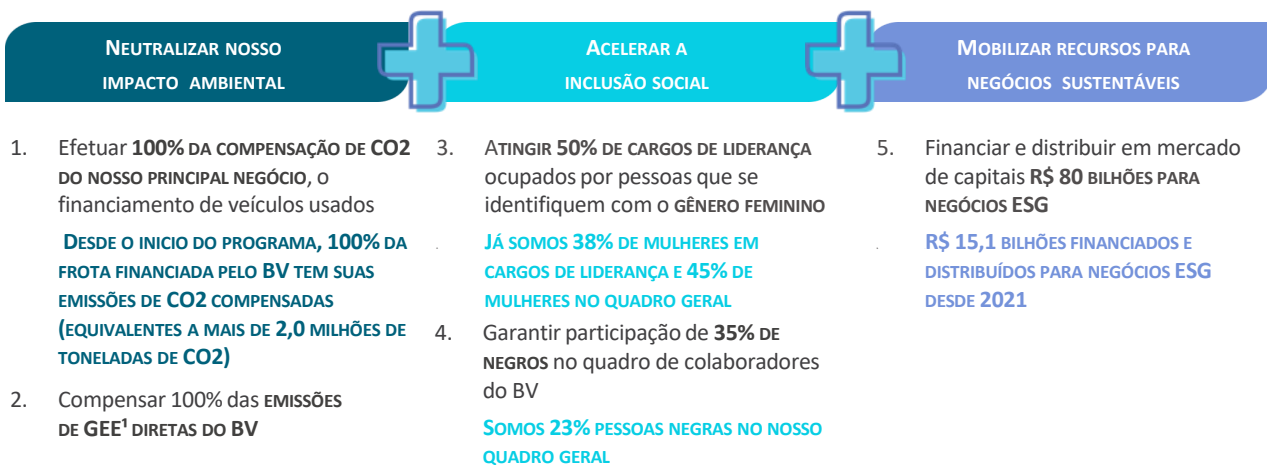 NEUTRALIZAR NOSSO
IMPACTO AMBIENTAL
ACELERAR A
INCLUSÃO SOCIAL
MOBILIZAR RECURSOS PARA
NEGÓCIOS SUSTENTÁVEIS
1. Efetuar 100% DA COMPENSAÇÃO DE CO2
DO NOSSO PRINCIPAL NEGÓCIO, o
financiamento de veículos usados
DESDE O INICIO DO PROGRAMA, 100% DA
FROTA FINANCIADA PELO BV TEM SUAS
EMISSÕES DE CO2 COMPENSADAS
(EQUIVALENTES A MAIS DE 2,0 MILHÕES DE
TONELADAS DE CO2)
2. Compensar 100% das EMISSÕES
DE GEE¹ DIRETAS DO BV
3. ATINGIR 50% DE CARGOS DE LIDERANÇA
ocupados por pessoas que se
identifiquem com o GÊNERO FEMININO
JÁ SOMOS 38% DE MULHERES EM
CARGOS DE LIDERANÇA E 45% DE
MULHERES NO QUADRO GERAL
4. Garantir participação de 35% DE
NEGROS no quadro de colaboradores
do BV
SOMOS 23% PESSOAS NEGRAS NO NOSSO
QUADRO GERAL
5. Financiar e distribuir em mercado
de capitais R$ 80 BILHÕES PARA
NEGÓCIOS ESG
R$ 15,1 BILHÕES FINANCIADOS E
DISTRIBUÍDOS PARA NEGÓCIOS ESG
DESDE 2021